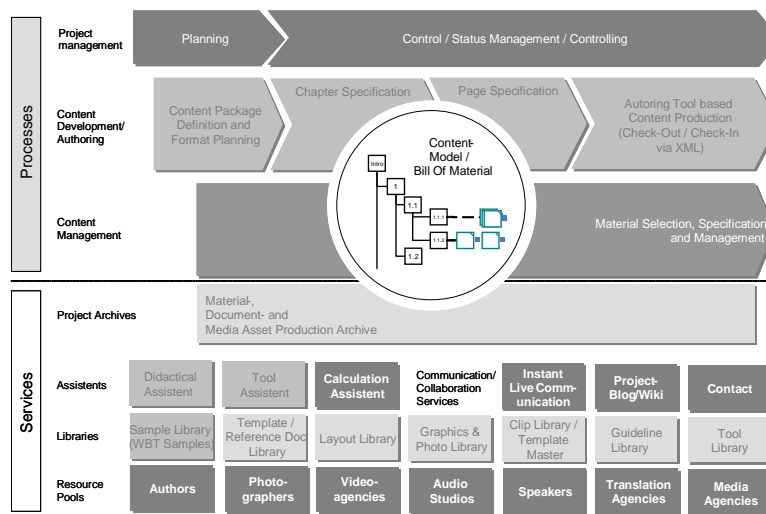 Project
management
Planning
Control / Status Management / Controlling
Processes
Content
Development/
Authoring
Content Package
Definition and
Format Planning
Chapter Specification
Page Specification
Autoring Tool based
Content Production
(Check-Out / Check-In
via XML)
Content-
Model /
Bill Of Material
Intro
1
1.1
1.1.1
1.1.2
1.2
Content
Management
Material Selection, Specification
and Management
Services
Project Archives
Material-,
Document- and
Media Asset Production Archive
Assistents
Didactical
Assistent
Tool
Assistent
Calculation
Assistent
Communication/
Collaboration
Services
Instant
Live Comm-
unication
Project-
Blog/Wiki
Contact
Libraries
Sample Library
(WBT Samples)
Template /
Reference Doc
Library
Layout Library
Graphics &
Photo Library
Clip Library /
Template
Master
Guideline
Library
Tool
Library
Resource
Pools
Authors
Photo-
graphers
Video-
agencies
Audio
Studios
Speakers
Translation
Agencies
Media
Agencies